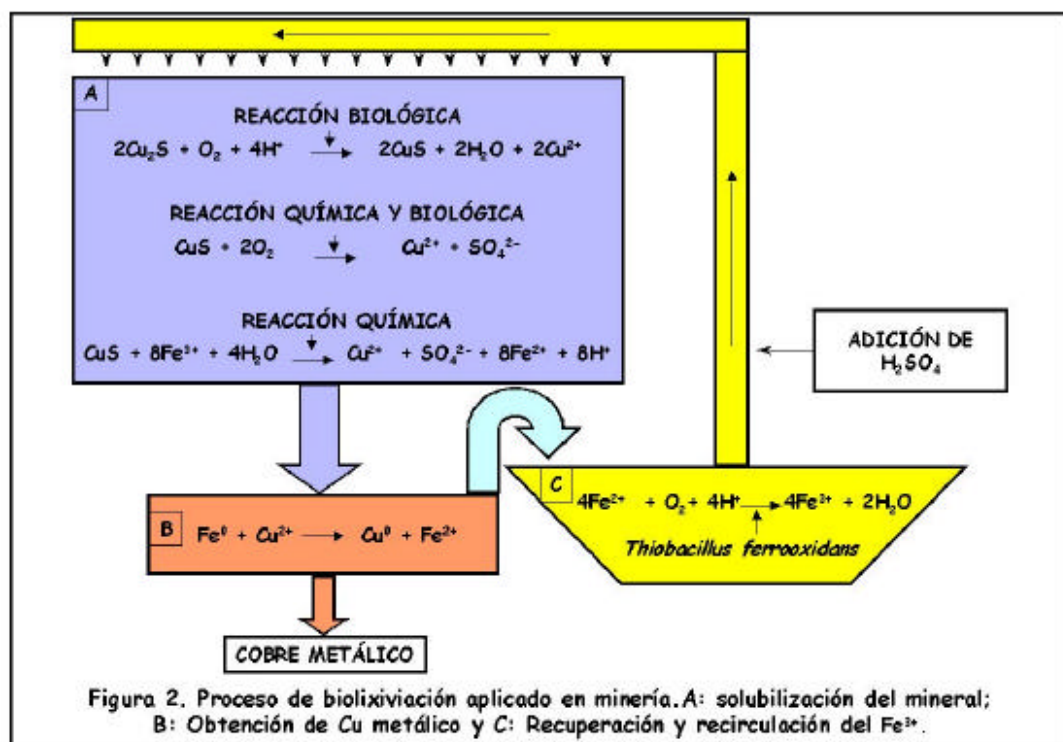 A
REACCIÓN BIOLÓGICA
2Cu₂S + O₂ + 4H⁺ → 2CuS + 2H₂O + 2Cu²⁺
REACCIÓN QUÍMICA Y BIOLÓGICA
CuS + 2O₂ → Cu²⁺ + SO₄²⁻
REACCIÓN QUÍMICA
CuS + 8Fe³⁺ + 4H₂O → Cu²⁺ + SO₄²⁻ + 8Fe²⁺ + 8H⁺
ADICIÓN DE
H₂SO₄
C
4Fe²⁺ + O₂ + 4H⁺ → 4Fe³⁺ + 2H₂O
Thiobacillus ferrooxidans
B
Fe⁰ + Cu²⁺ → Cu⁰ + Fe²⁺
COBRE METÁLICO
Figura 2. Proceso de biolixiviación aplicado en minería. A: solubilización del mineral;
B: Obtención de Cu metálico y C: Recuperación y recirculación del Fe³⁺.